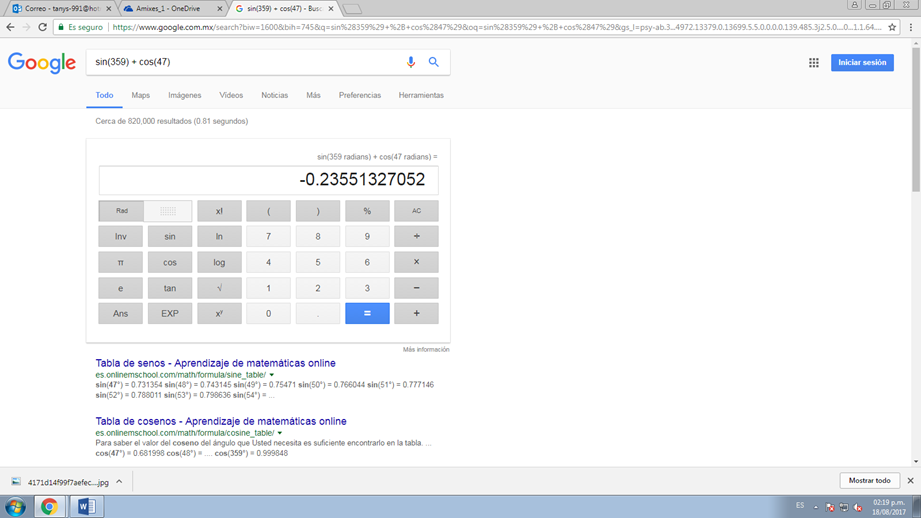 Correo - tanys-991@hotm
Amixes_1 - OneDrive
sin(359) + cos(47) - Busc
Es seguro
https://www.google.com.mx/search?biw=1600&bih=745&q=sin%28359%29+%2B+cos%2847%29&oq=sin%28359%29+%2B+cos%2847%29&gs_l=psy-ab.3...4972.13379.0.13699.5.5.0.0.0.0.139.485.3j2.5.0....0...1.1.64...
Google
sin(359) + cos(47)
Iniciar sesión
Todo Maps Imágenes Vídeos Noticias Más Preferencias Herramientas
Cerca de 820,000 resultados (0.81 segundos)
sin(359 radians) + cos(47 radians) =
-0.23551327052
Rad x! ( ) % AC
Inv sin ln 7 8 9 ÷
π cos log 4 5 6 ×
e tan √ 1 2 3 −
Ans EXP xʸ 0 . = +
Más información
Tabla de senos - Aprendizaje de matemáticas online
es.onlinemschool.com/math/formula/sine_table/
sin(47°) = 0.731354 sin(48°) = 0.743145 sin(49°) = 0.75471 sin(50°) = 0.766044 sin(51°) = 0.777146
sin(52°) = 0.788011 sin(53°) = 0.798636 sin(54°) = ...
Tabla de cosenos - Aprendizaje de matemáticas online
es.onlinemschool.com/math/formula/cosine_table/
Para saber el valor del coseno del ángulo que Usted necesita es suficiente encontrarlo en la tabla. ...
cos(47°) = 0.681998 cos(48°) = .... cos(359°) = 0.999848
4171d14f99f7aefec....jpg
Mostrar todo
ES
02:19 p.m.
18/08/2017